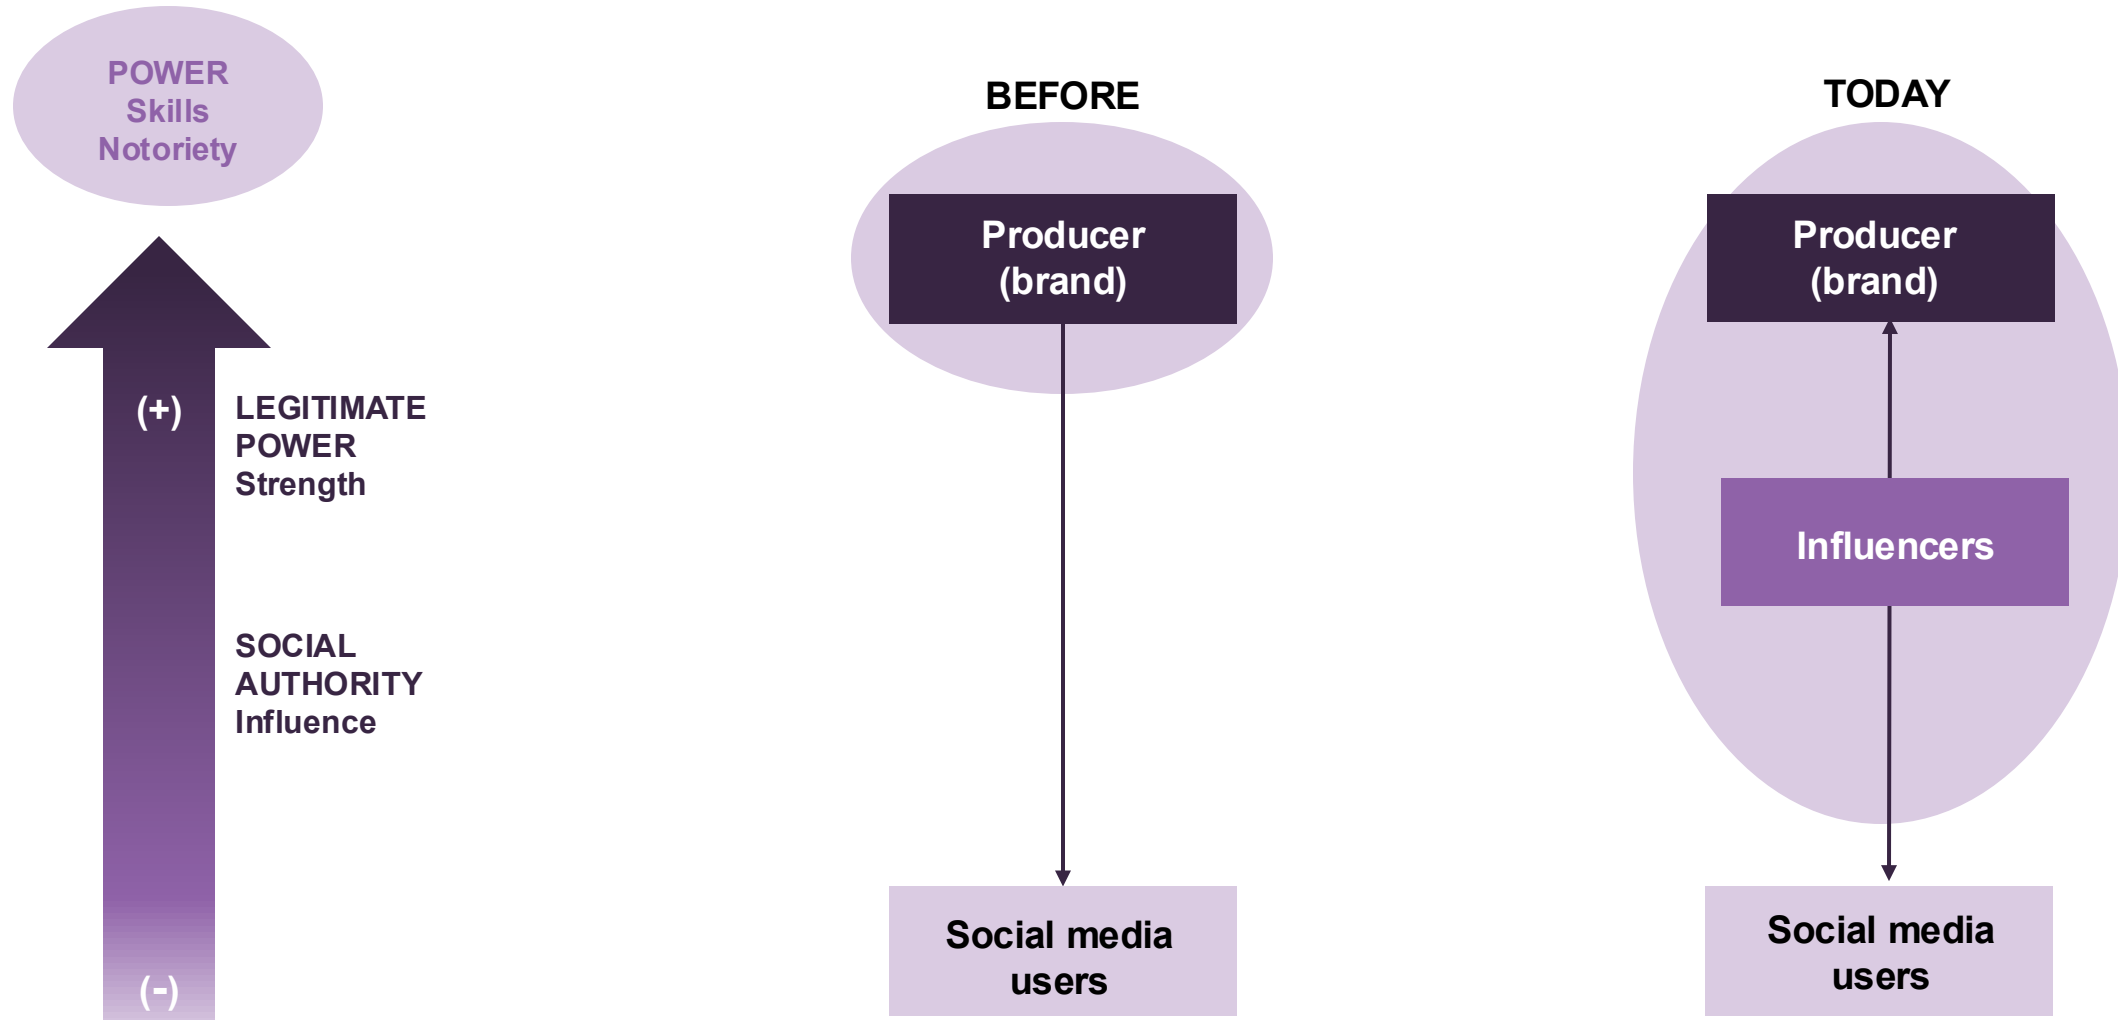 POWER
Skills
Notoriety
(+)
LEGITIMATE
POWER
Strength
SOCIAL
AUTHORITY
Influence
(-)
BEFORE
Producer
(brand)
Social media
users
TODAY
Producer
(brand)
Influencers
Social media
users